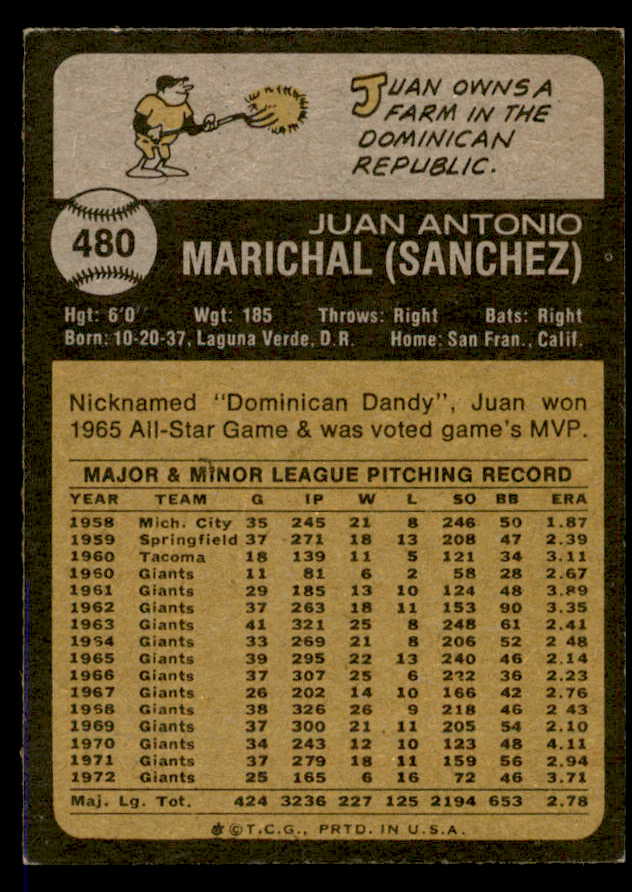 JUAN OWNS A
FARM IN THE
DOMINICAN
REPUBLIC.
480
JUAN ANTONIO
MARICHAL (SANCHEZ)
Hgt: 6'0" Wgt: 185 Throws: Right Bats: Right
Born: 10-20-37, Laguna Verde, D.R. Home: San Fran., Calif.
Nicknamed "Dominican Dandy", Juan won
1965 All-Star Game & was voted game's MVP.
MAJOR & MINOR LEAGUE PITCHING RECORD
YEAR TEAM G IP W L SO BB ERA
1958 Mich. City 35 245 21 8 246 50 1.87
1959 Springfield 37 271 18 13 208 47 2.39
1960 Tacoma 18 139 11 5 121 34 3.11
1960 Giants 11 81 6 2 58 28 2.67
1961 Giants 29 185 13 10 124 48 3.89
1962 Giants 37 263 18 11 153 90 3.35
1963 Giants 41 321 25 8 248 61 2.41
1964 Giants 33 269 21 8 206 52 2.48
1965 Giants 39 295 22 13 240 46 2.14
1966 Giants 37 307 25 6 222 36 2.23
1967 Giants 26 202 14 10 166 42 2.76
1968 Giants 38 326 26 9 218 46 2.43
1969 Giants 37 300 21 11 205 54 2.10
1970 Giants 34 243 12 10 123 48 4.11
1971 Giants 37 279 18 11 159 56 2.94
1972 Giants 25 165 6 16 72 46 3.71
Maj. Lg. Tot. 424 3236 227 125 2194 653 2.78
©T.C.G., PRTD. IN U.S.A.